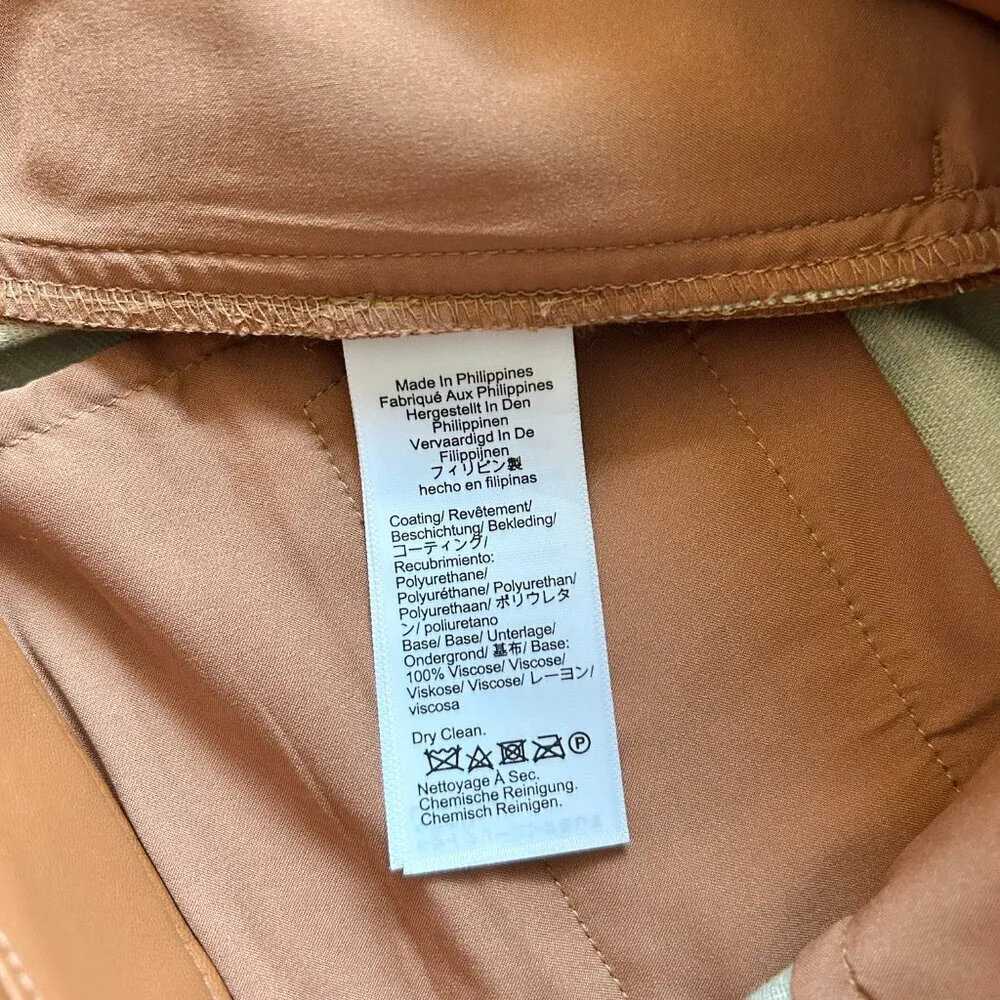 Made In Philippines
Fabriqué Aux Philippines
Hergestellt In Den
Philippinen
Vervaardigd In De
Filippijnen
フィリピン製
hecho en filipinas
Coating/ Revêtement/
Beschichtung/ Bekleding/
コーティング/
Recubrimiento:
Polyurethane/
Polyuréthane/ Polyurethan/
Polyurethaan/ ポリウレタ
ン/ poliuretano
Base/ Base/ Unterlage/
Ondergrond/ 基布/ Base:
100% Viscose/ Viscose/
Viskose/ Viscose/ レーヨン/
viscosa
Dry Clean.
P
Nettoyage À Sec.
Chemische Reinigung.
Chemisch Reinigen.